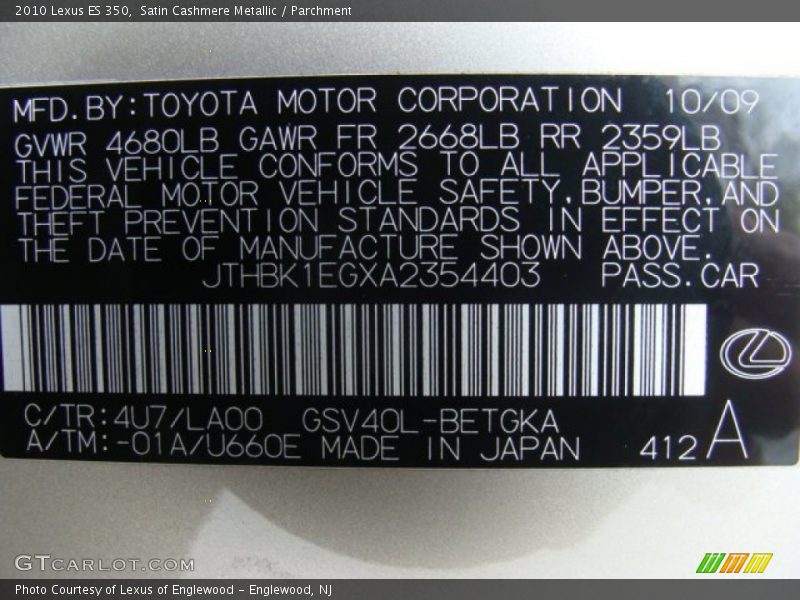 2010 Lexus ES 350,  Satin Cashmere Metallic / Parchment
MFD.BY:TOYOTA MOTOR CORPORATION 10/09
GVWR 4680LB GAWR FR 2668LB RR 2359LB
THIS VEHICLE CONFORMS TO ALL APPLICABLE
FEDERAL MOTOR VEHICLE SAFETY,BUMPER,AND
THEFT PREVENTION STANDARDS IN EFFECT ON
THE DATE OF MANUFACTURE SHOWN ABOVE.
JTHBK1EGXA2354403 PASS.CAR
C/TR:4U7/LA00 GSV40L-BETGKA
A/TM:-01A/U660E MADE IN JAPAN 412 A
GTCARLOT.COM
Photo Courtesy of Lexus of Englewood - Englewood, NJ